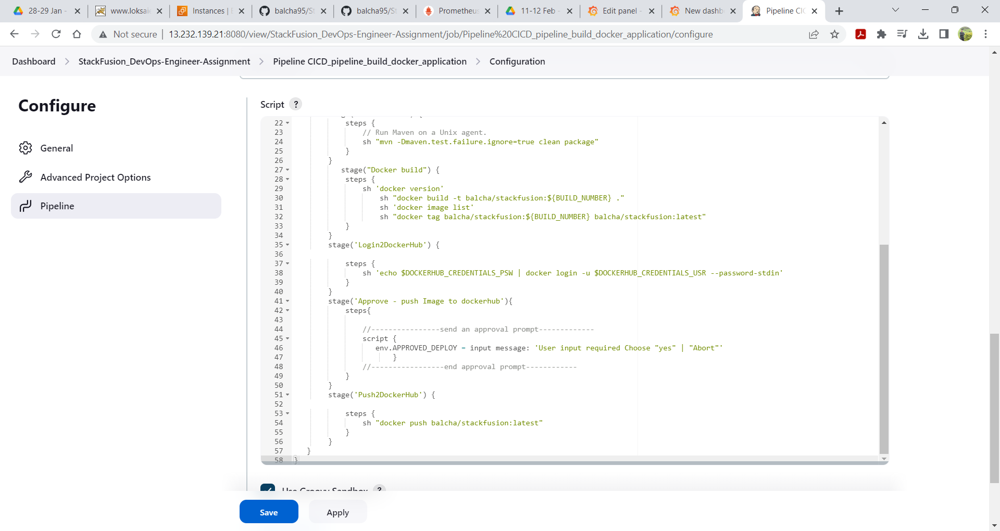 28-29 Jan -
www.loksai
Instances | E
balcha95/St
balcha95/St
Prometheus
11-12 Feb -
Edit panel -
New dashb
Pipeline CIC
Not secure
13.232.139.21:8080/view/StackFusion_DevOps-Engineer-Assignment/job/Pipeline%20CICD_pipeline_build_docker_application/configure
Dashboard > StackFusion_DevOps-Engineer-Assignment > Pipeline CICD_pipeline_build_docker_application > Configuration
Configure
General
Advanced Project Options
Pipeline
Script ?
22 steps {
23 // Run Maven on a Unix agent.
24 sh "mvn -Dmaven.test.failure.ignore=true clean package"
25 }
26 }
27 stage("Docker build") {
28 steps {
29 sh 'docker version'
30 sh "docker build -t balcha/stackfusion:${BUILD_NUMBER} ."
31 sh 'docker image list'
32 sh "docker tag balcha/stackfusion:${BUILD_NUMBER} balcha/stackfusion:latest"
33 }
34 }
35 stage('Login2DockerHub') {
36
37 steps {
38 sh 'echo $DOCKERHUB_CREDENTIALS_PSW | docker login -u $DOCKERHUB_CREDENTIALS_USR --password-stdin'
39 }
40 }
41 stage('Approve - push Image to dockerhub'){
42 steps{
43
44 //----------------send an approval prompt-------------
45 script {
46 env.APPROVED_DEPLOY = input message: 'User input required Choose "yes" | "Abort"'
47 }
48 //-----------------end approval prompt------------
49 }
50 }
51 stage('Push2DockerHub') {
52
53 steps {
54 sh "docker push balcha/stackfusion:latest"
55 }
56 }
57 }
58 }
Use Groovy Sandbox ?
Save
Apply